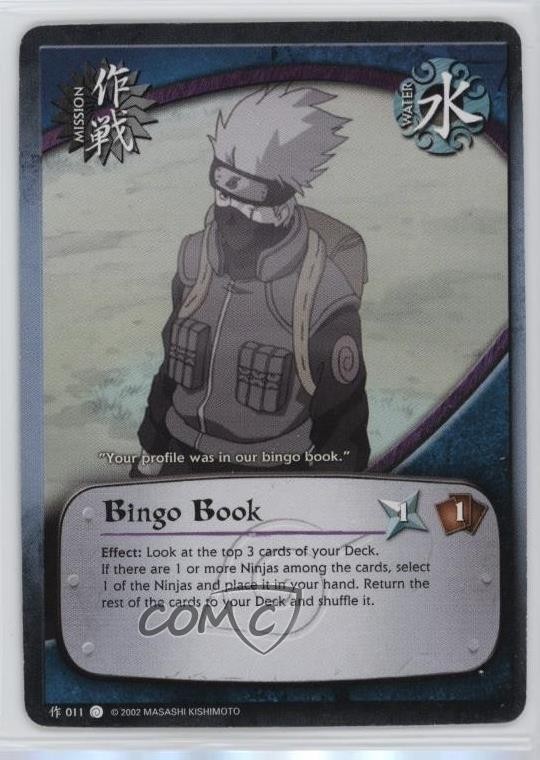 MISSION
作戦
WATER
水
"Your profile was in our bingo book."
Bingo Book
1
1
Effect: Look at the top 3 cards of your Deck.
If there are 1 or more Ninjas among the cards, select
1 of the Ninjas and place it in your hand. Return the
rest of the cards to your Deck and shuffle it.
COMC
作 011 © 2002 MASASHI KISHIMOTO